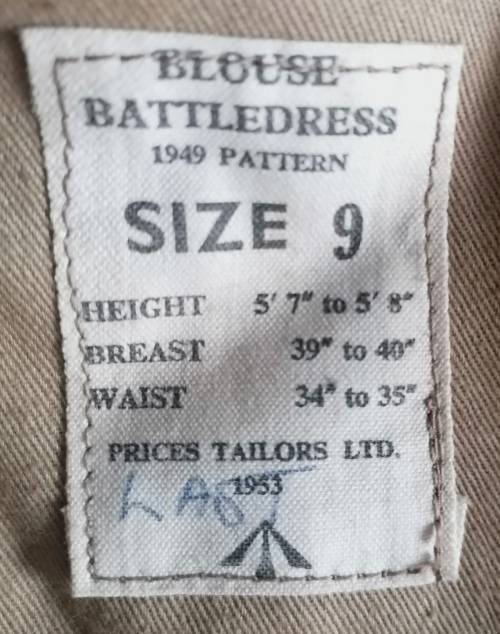 BLOUSE
BATTLEDRESS
1949 PATTERN
SIZE 9
HEIGHT 5' 7" to 5' 8"
BREAST 39" to 40"
WAIST 34" to 35"
PRICES TAILORS LTD.
1953